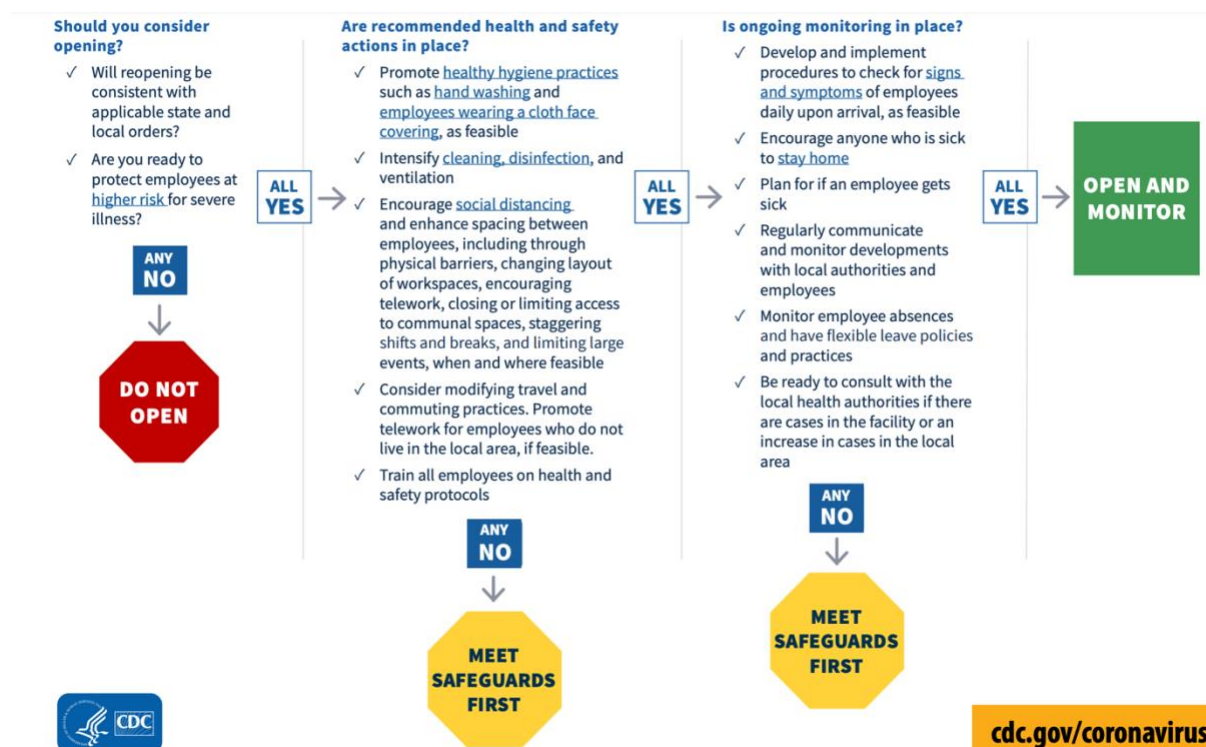 Should you consider
opening?
✓ Will reopening be
consistent with
applicable state and
local orders?
✓ Are you ready to
protect employees at
higher risk for severe
illness?
ANY
NO
DO NOT
OPEN
ALL
YES
Are recommended health and safety
actions in place?
✓ Promote healthy hygiene practices
such as hand washing and
employees wearing a cloth face
covering, as feasible
✓ Intensify cleaning, disinfection, and
ventilation
✓ Encourage social distancing
and enhance spacing between
employees, including through
physical barriers, changing layout
of workspaces, encouraging
telework, closing or limiting access
to communal spaces, staggering
shifts and breaks, and limiting large
events, when and where feasible
✓ Consider modifying travel and
commuting practices. Promote
telework for employees who do not
live in the local area, if feasible.
✓ Train all employees on health and
safety protocols
ANY
NO
MEET
SAFEGUARDS
FIRST
ALL
YES
Is ongoing monitoring in place?
✓ Develop and implement
procedures to check for signs
and symptoms of employees
daily upon arrival, as feasible
✓ Encourage anyone who is sick
to stay home
✓ Plan for if an employee gets
sick
✓ Regularly communicate
and monitor developments
with local authorities and
employees
✓ Monitor employee absences
and have flexible leave policies
and practices
✓ Be ready to consult with the
local health authorities if there
are cases in the facility or an
increase in cases in the local
area
ANY
NO
MEET
SAFEGUARDS
FIRST
ALL
YES
OPEN AND
MONITOR
CDC
cdc.gov/coronavirus